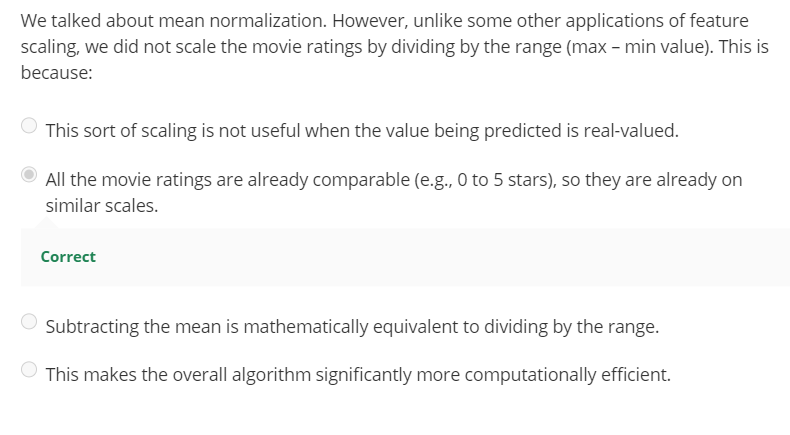 We talked about mean normalization. However, unlike some other applications of feature
scaling, we did not scale the movie ratings by dividing by the range (max – min value). This is
because:
This sort of scaling is not useful when the value being predicted is real-valued.
All the movie ratings are already comparable (e.g., 0 to 5 stars), so they are already on
similar scales.
Correct
Subtracting the mean is mathematically equivalent to dividing by the range.
This makes the overall algorithm significantly more computationally efficient.